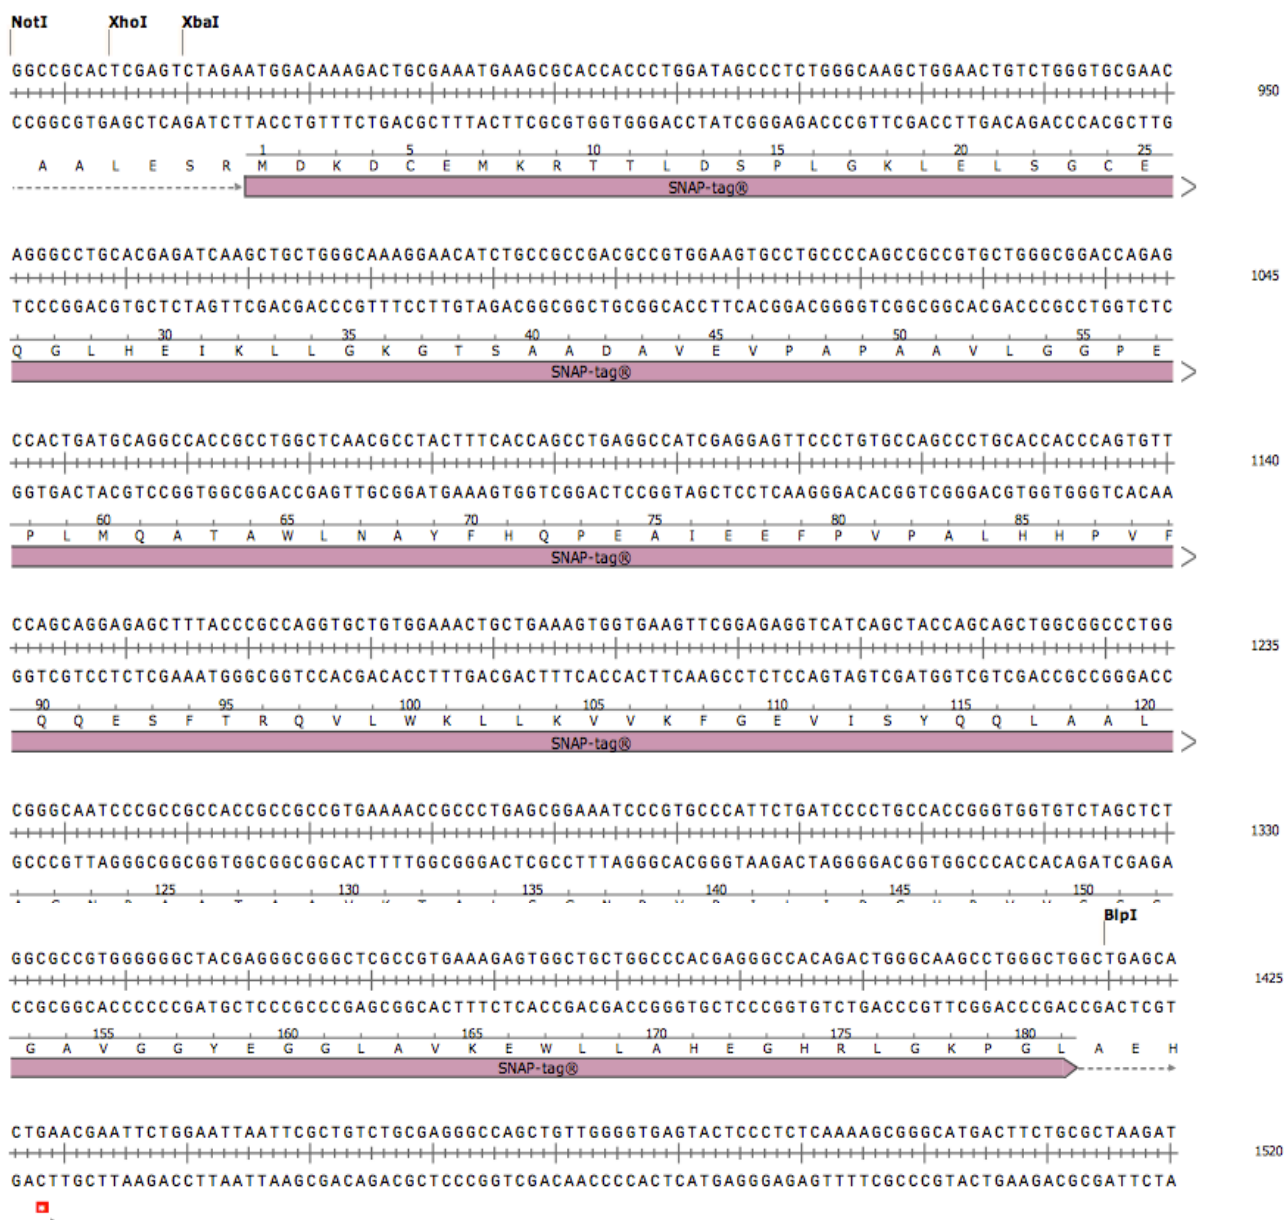 NotI XhoI XbaI
GGCCGCACTCGAGTCTAGAATGGACAAAGACTGCGAAATGAAGCGCACCACCCTGGATAGCCCTCTGGGCAAGCTGGAACTGTCTGGGTGCGAAC
950
CCGGCGTGAGCTCAGATCTTACCTGTTTCTGACGCTTTACTTCGCGTGGTGGGACCTATCGGGAGACCCGTTCGACCTTGACAGACCCACGCTTG
1 5 10 15 20 25
A A L E S R M D K D C E M K R T T L D S P L G K L E L S G C E
SNAP-tag®
AGGGCCTGCACGAGATCAAGCTGCTGGGCAAAGGAACATCTGCCGCCGACGCCGTGGAAGTGCCTGCCCCAGCCGCCGTGCTGGGCGGACCAGAG
1045
TCCCGGACGTGCTCTAGTTCGACGACCCGTTTCCTTGTAGACGGCGGCTGCGGCACCTTCACGGACGGGGTCGGCGGCACGACCCGCCTGGTCTC
30 35 40 45 50 55
Q G L H E I K L L G K G T S A A D A V E V P A P A A V L G G P E
SNAP-tag®
CCACTGATGCAGGCCACCGCCTGGCTCAACGCCTACTTTCACCAGCCTGAGGCCATCGAGGAGTTCCCTGTGCCAGCCCTGCACCACCCAGTGTT
1140
GGTGACTACGTCCGGTGGCGGACCGAGTTGCGGATGAAAGTGGTCGGACTCCGGTAGCTCCTCAAGGGACACGGTCGGGACGTGGTGGGTCACAA
60 65 70 75 80 85
P L M Q A T A W L N A Y F H Q P E A I E E F P V P A L H H P V F
SNAP-tag®
CCAGCAGGAGAGCTTTACCCGCCAGGTGCTGTGGAAACTGCTGAAAGTGGTGAAGTTCGGAGAGGTCATCAGCTACCAGCAGCTGGCGGCCCTGG
1235
GGTCGTCCTCTCGAAATGGGCGGTCCACGACACCTTTGACGACTTTCACCACTTCAAGCCTCTCCAGTAGTCGATGGTCGTCGACCGCCGGGACC
90 95 100 105 110 115 120
Q Q E S F T R Q V L W K L L K V V K F G E V I S Y Q Q L A A L
SNAP-tag®
CGGGCAATCCCGCCGCCACCGCCGCCGTGAAAACCGCCCTGAGCGGAAATCCCGTGCCCATTCTGATCCCCTGCCACCGGGTGGTGTCTAGCTCT
1330
GCCCGTTAGGGCGGCGGTGGCGGCGGCACTTTTGGCGGGACTCGCCTTTAGGGCACGGGTAAGACTAGGGGACGGTGGCCCACCACAGATCGAGA
125 130 135 140 145 150
BlpI
GGCGCCGTGGGGGGCTACGAGGGCGGGCTCGCCGTGAAAGAGTGGCTGCTGGCCCACGAGGGCCACAGACTGGGCAAGCCTGGGCTGGCTGAGCA
1425
CCGCGGCACCCCCCGATGCTCCCGCCCGAGCGGCACTTTCTCACCGACGACCGGGTGCTCCCGGTGTCTGACCCGTTCGGACCCGACCGACTCGT
155 160 165 170 175 180
G A V G G Y E G G L A V K E W L L A H E G H R L G K P G L A E H
SNAP-tag®
CTGAACGAATTCTGGAATTAATTCGCTGTCTGCGAGGGCCAGCTGTTGGGGTGAGTACTCCCTCTCAAAAGCGGGCATGACTTCTGCGCTAAGAT
1520
GACTTGCTTAAGACCTTAATTAAGCGACAGACGCTCCCGGTCGACAACCCCACTCATGAGGGAGAGTTTTCGCCCGTACTGAAGACGCGATTCTA
*